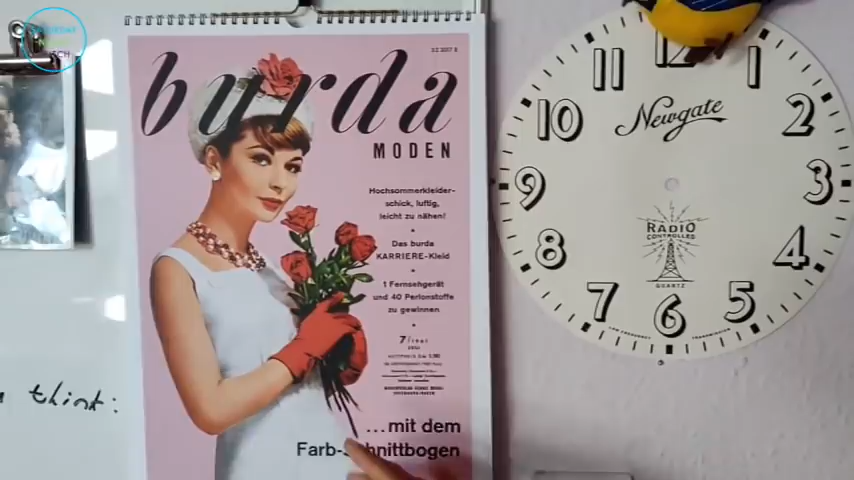 burda
MODEN
Hochsommerkleider-
schick, luftig,
leicht zu nähen!
Das Burda
KARRIERE-Kleid
1 Fernsehgerät
und 40 Perlonstoffe
zu gewinnen
7/
...mit dem
Farb-Schnittbogen
think:
Newgate
RADIO
CONTROLLED
QUARTZ
11 12 1
10 2
9 3
8 4
7 6 5